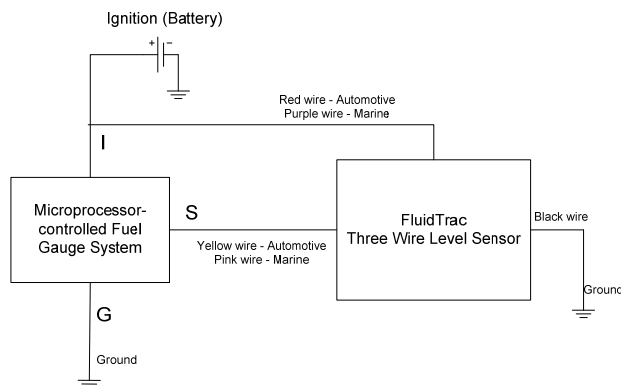 Ignition (Battery)
+ -
Red wire - Automotive
Purple wire - Marine
I
Microprocessor-
controlled Fuel
Gauge System
S
Yellow wire - Automotive
Pink wire - Marine
FluidTrac
Three Wire Level Sensor
Black wire
Ground
G
Ground